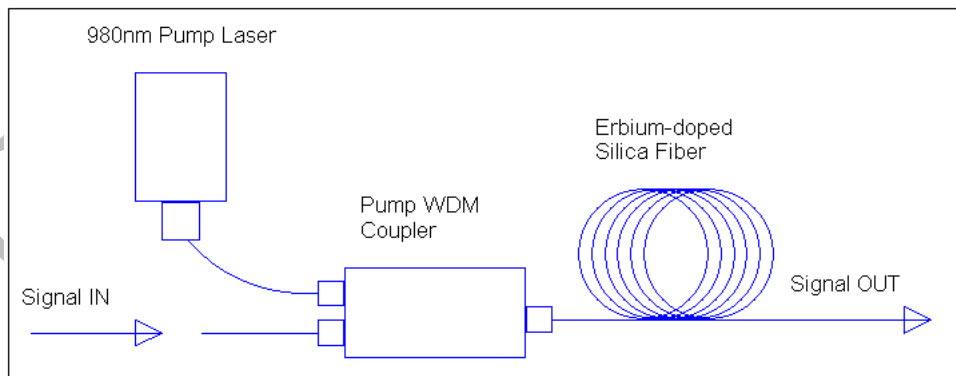 980nm Pump Laser
Erbium-doped
Silica Fiber
Pump WDM
Coupler
Signal IN
Signal OUT